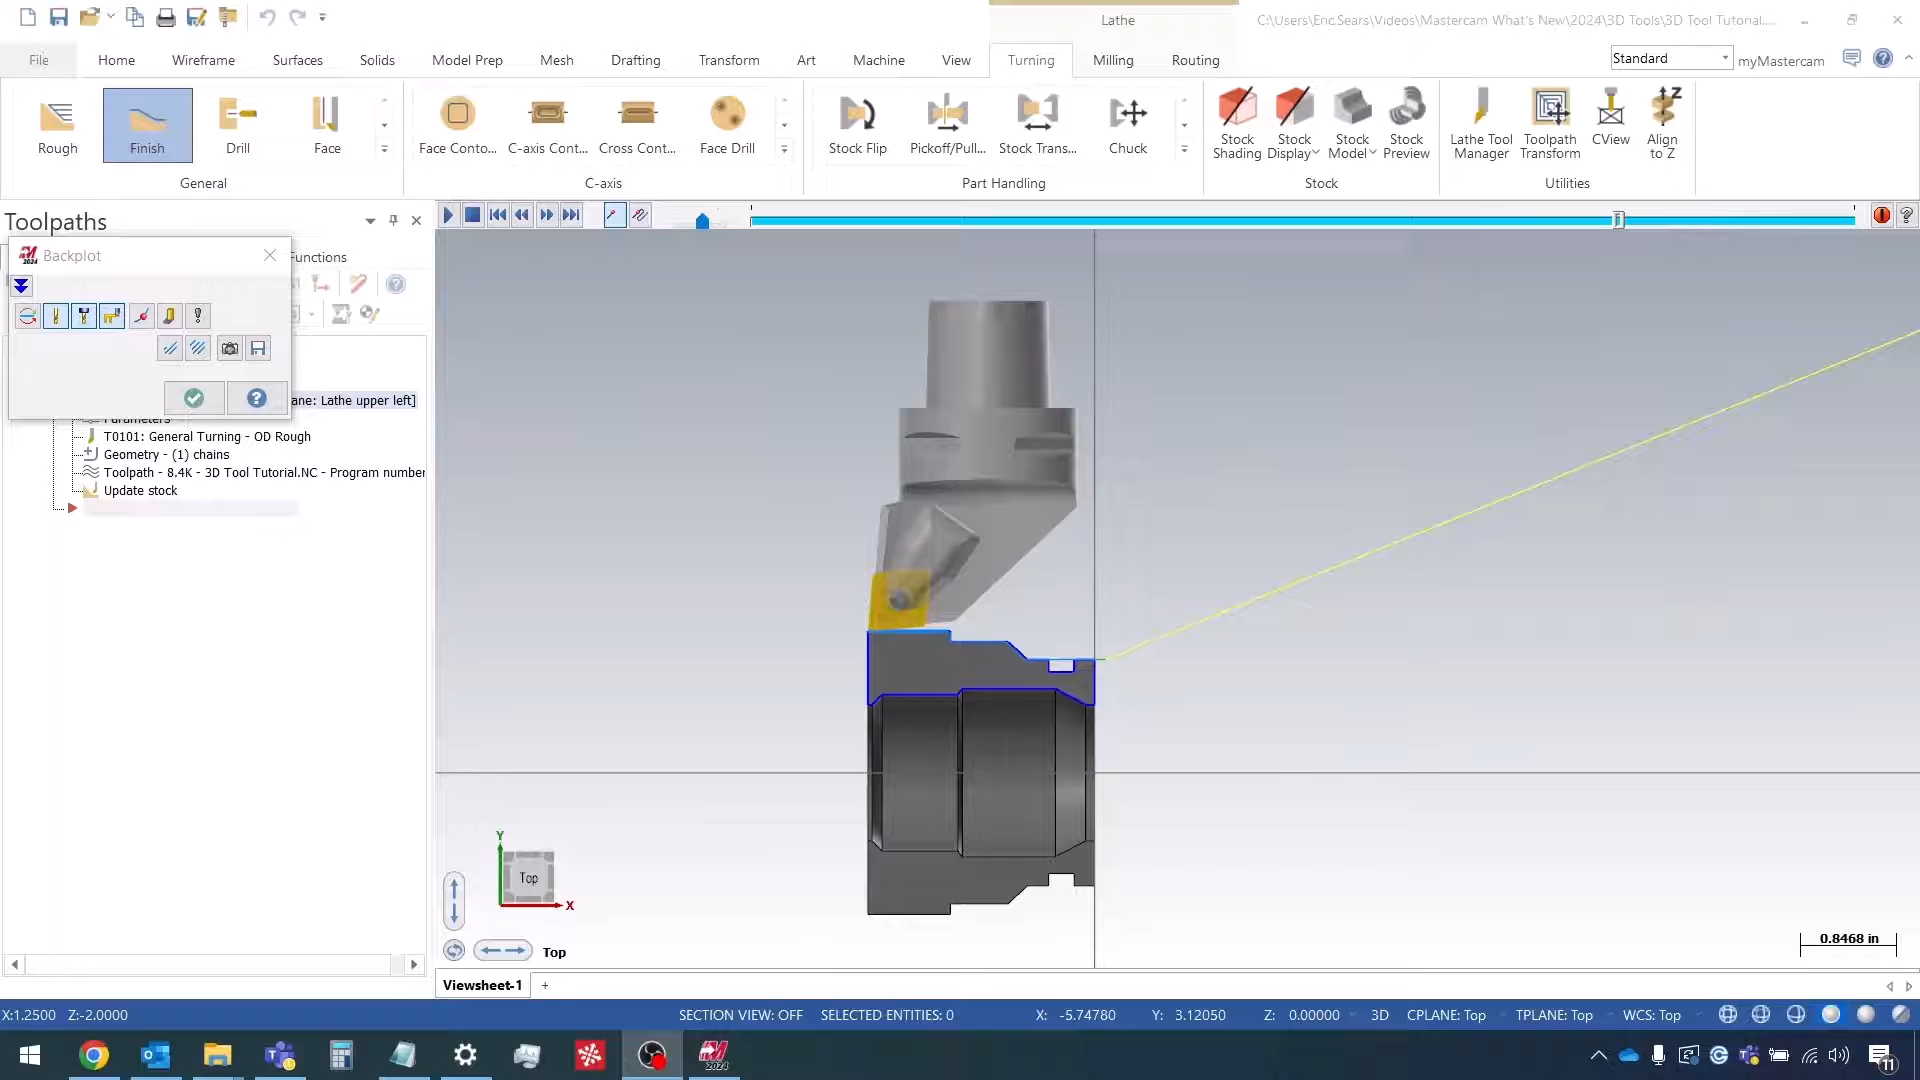 Lathe
C:\Users\Eric.Sears\Videos\Mastercam What's New\2024\3D Tools\3D Tool Tutorial....
File Home Wireframe Surfaces Solids Model Prep Mesh Drafting Transform Art Machine View Turning Milling Routing
Standard
myMastercam
Rough Finish Drill Face
General
Face Conto... C-axis Cont... Cross Cont... Face Drill
C-axis
Stock Flip Pickoff/Pull... Stock Trans... Chuck
Part Handling
Stock Shading
Stock Display
Stock Model
Stock Preview
Stock
Lathe Tool Manager
Toolpath Transform
CView
Align to Z
Utilities
Toolpaths
Backplot
Functions
ane: Lathe upper left]
Parameters
T0101: General Turning - OD Rough
Geometry - (1) chains
Toolpath - 8.4K - 3D Tool Tutorial.NC - Program number
Update stock
Y
Top
X
Top
0.8468 in
Viewsheet-1 +
X:1.2500 Z:-2.0000
SECTION VIEW: OFF SELECTED ENTITIES: 0 X: -5.74780 Y: 3.12050 Z: 0.00000 3D CPLANE: Top TPLANE: Top WCS: Top
2024
11